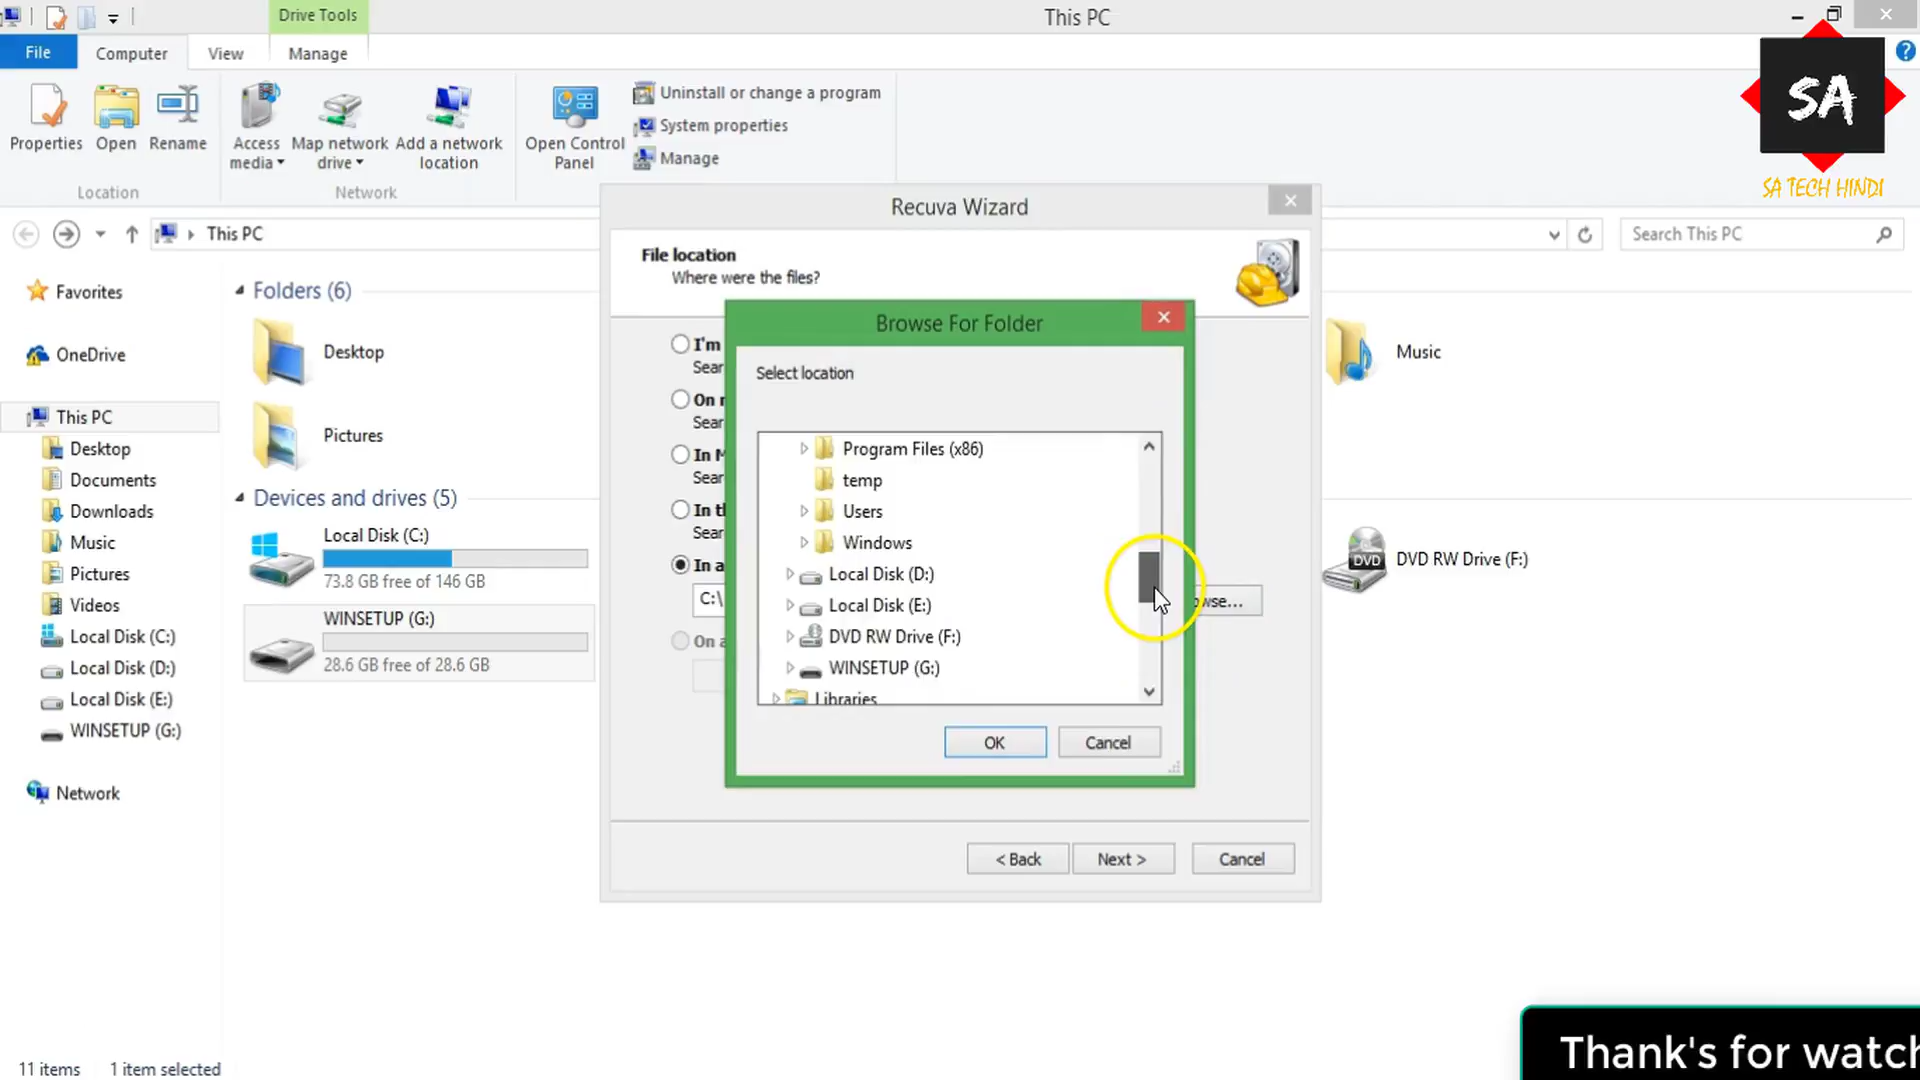 Drive Tools
This PC
File
Computer
View
Manage
Properties
Open
Rename
Access
media
Map network
drive
Add a network
location
Open Control
Panel
Uninstall or change a program
System properties
Manage
Location
Network
SA
SA TECH HINDI
This PC
Search This PC
Favorites
OneDrive
This PC
Desktop
Documents
Downloads
Music
Pictures
Videos
Local Disk (C:)
Local Disk (D:)
Local Disk (E:)
WINSETUP (G:)
Network
Folders (6)
Desktop
Pictures
Music
Devices and drives (5)
Local Disk (C:)
73.8 GB free of 146 GB
WINSETUP (G:)
28.6 GB free of 28.6 GB
DVD RW Drive (F:)
Recuva Wizard
File location
Where were the files?
I'm
On
In
In
In a
C:\
On a
Browse For Folder
Select location
Program Files (x86)
temp
Users
Windows
Local Disk (D:)
Local Disk (E:)
DVD RW Drive (F:)
WINSETUP (G:)
Libraries
OK
Cancel
< Back
Next >
Cancel
11 items
1 item selected
Thank's for watch